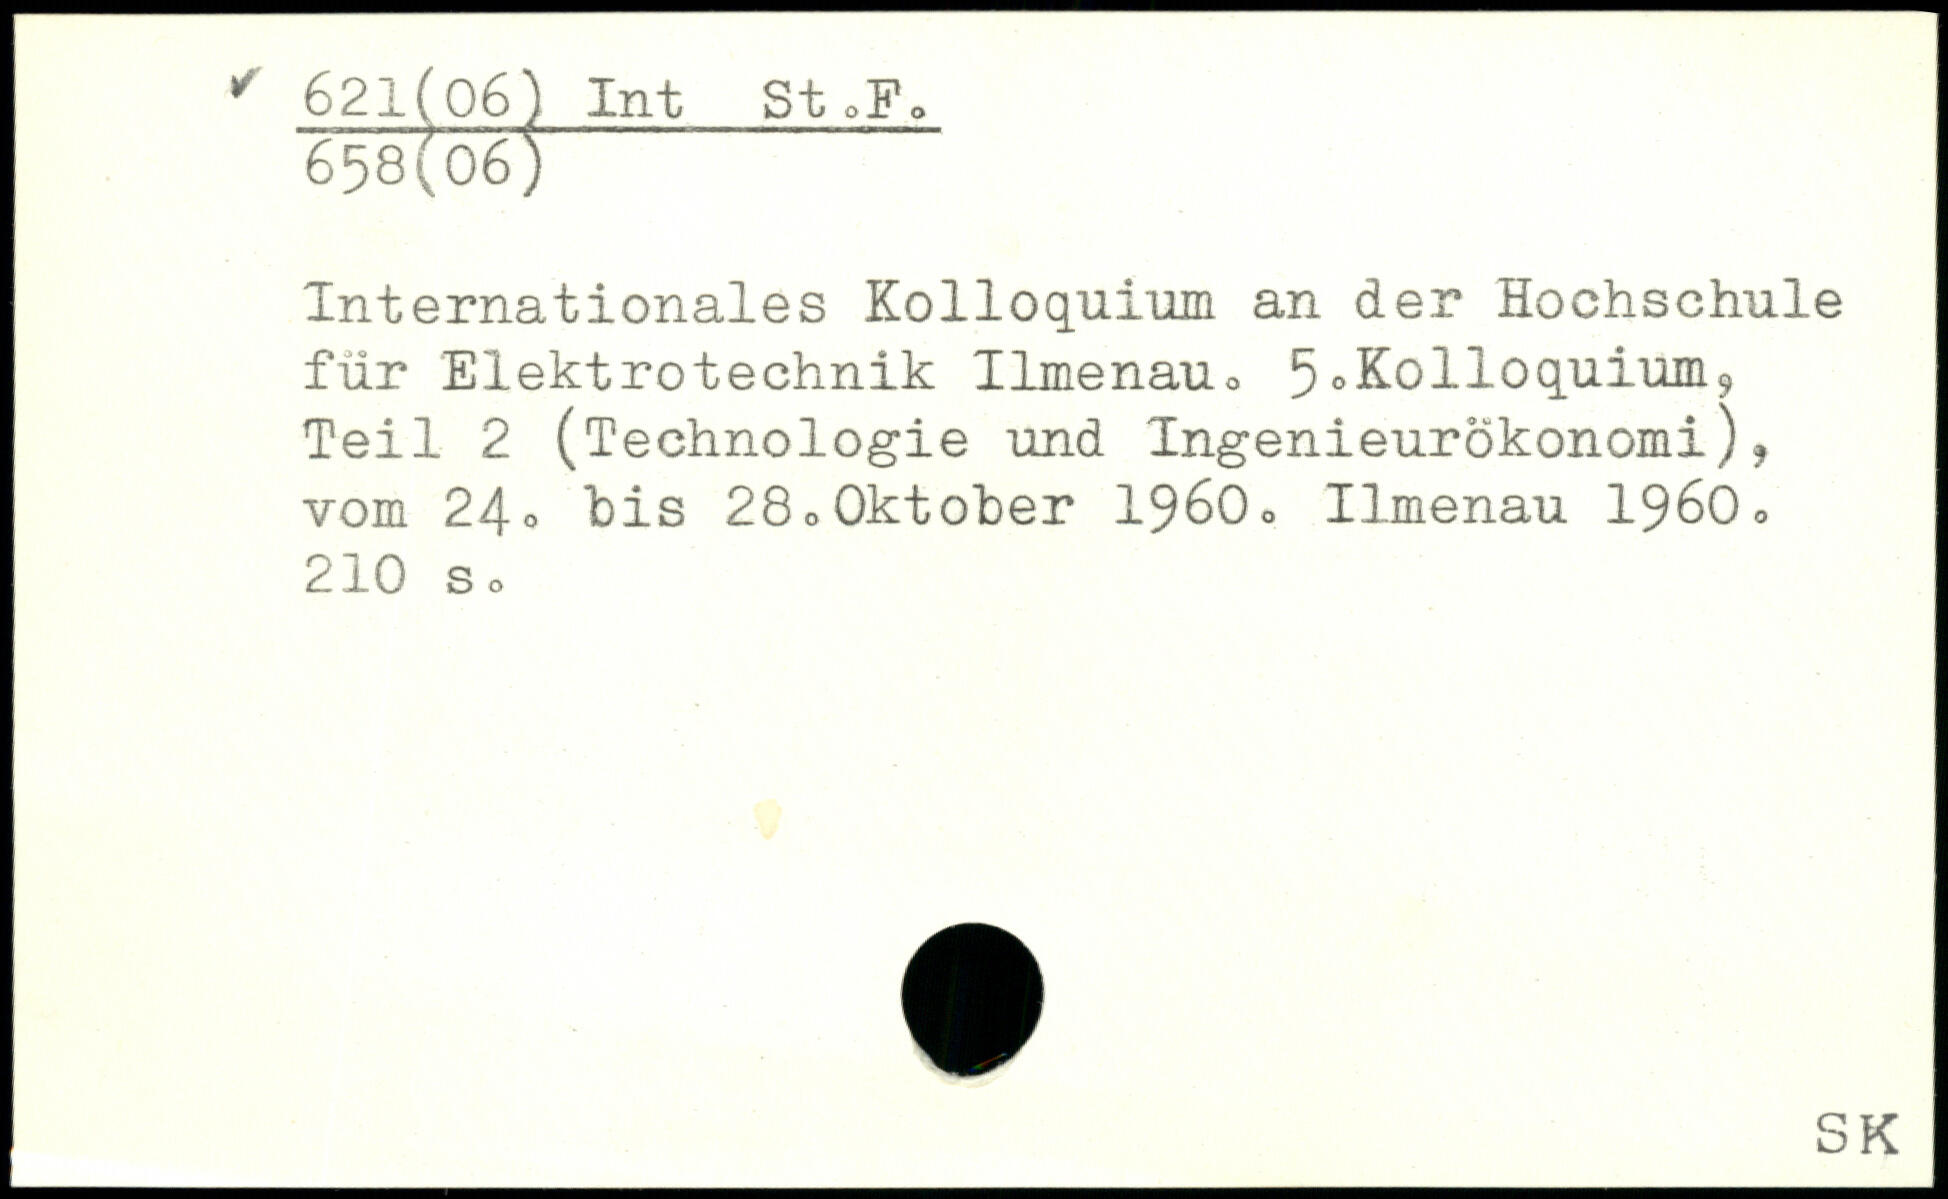 ✓ 621(06) Int St.F.
658(06)
Internationales Kolloquium an der Hochschule
für Elektrotechnik Ilmenau. 5.Kolloquium,
Teil 2 (Technologie und Ingenieurökonomi),
vom 24. bis 28.Oktober 1960. Ilmenau 1960.
210 s.
SK